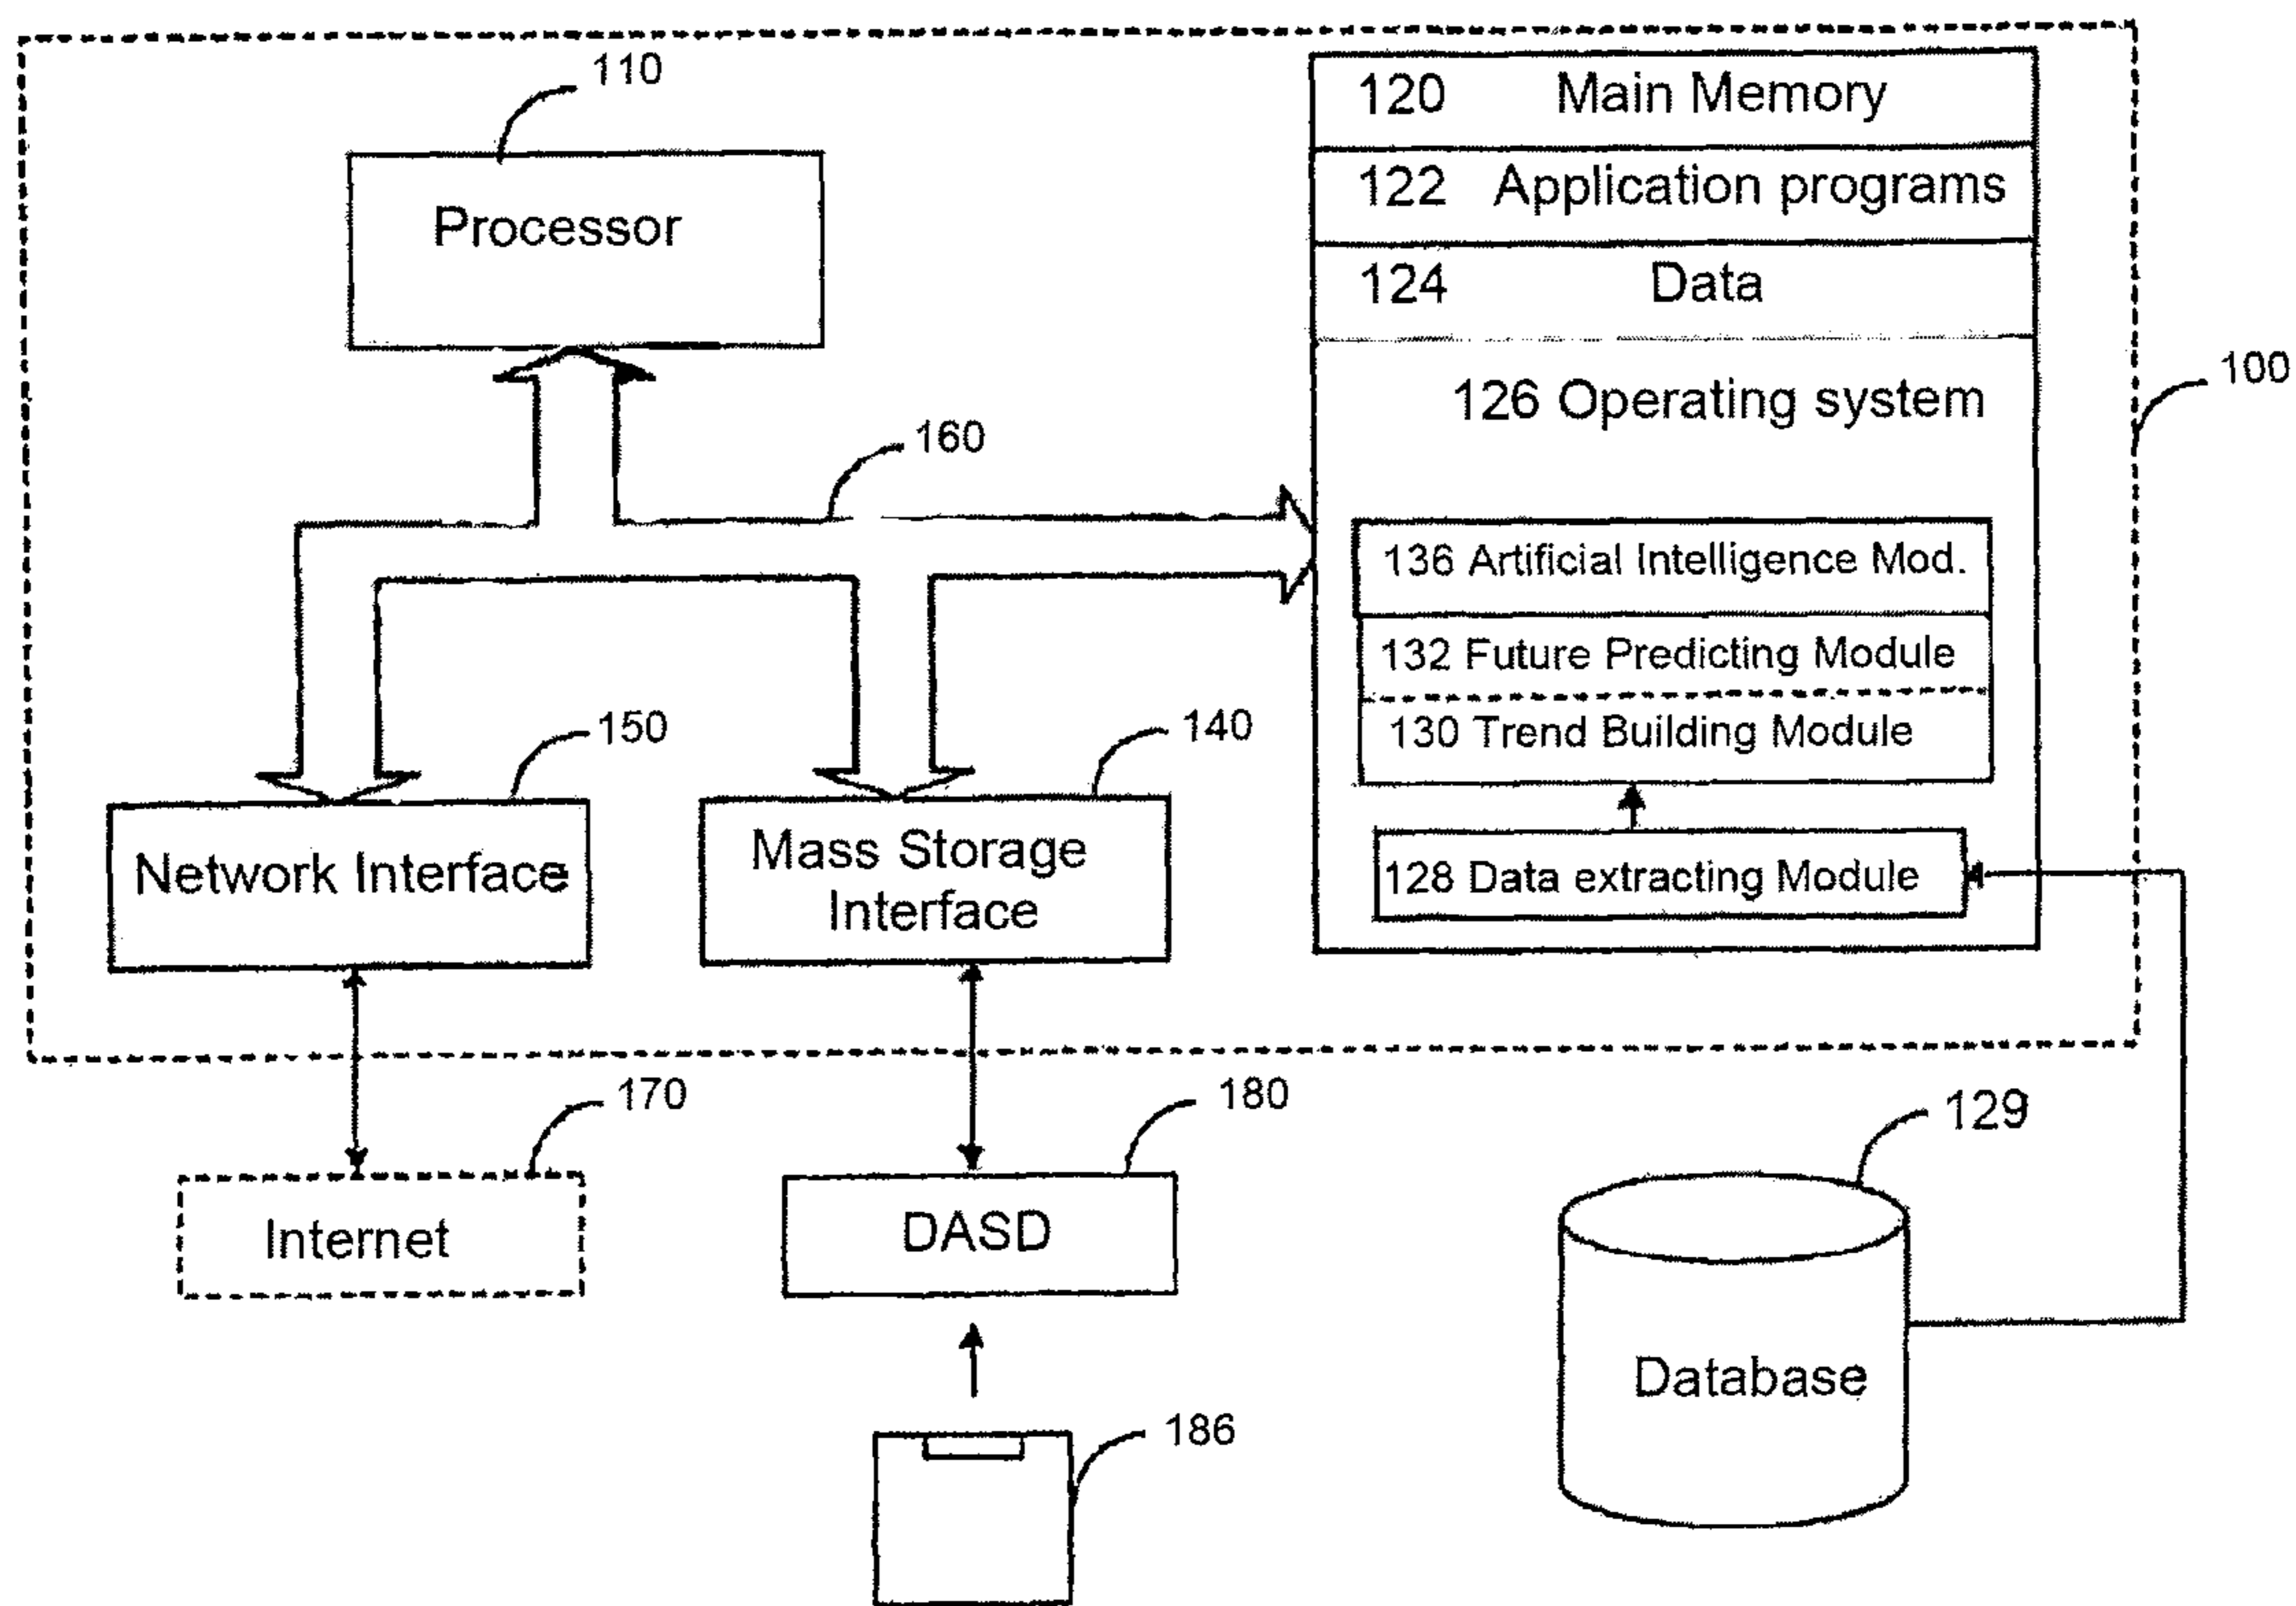 110
Processor
120 Main Memory
122 Application programs
124 Data
126 Operating system
100
160
136 Artificial Intelligence Mod.
132 Future Predicting Module
130 Trend Building Module
128 Data extracting Module
150
Network Interface
140
Mass Storage
Interface
170
Internet
180
DASD
186
129
Database